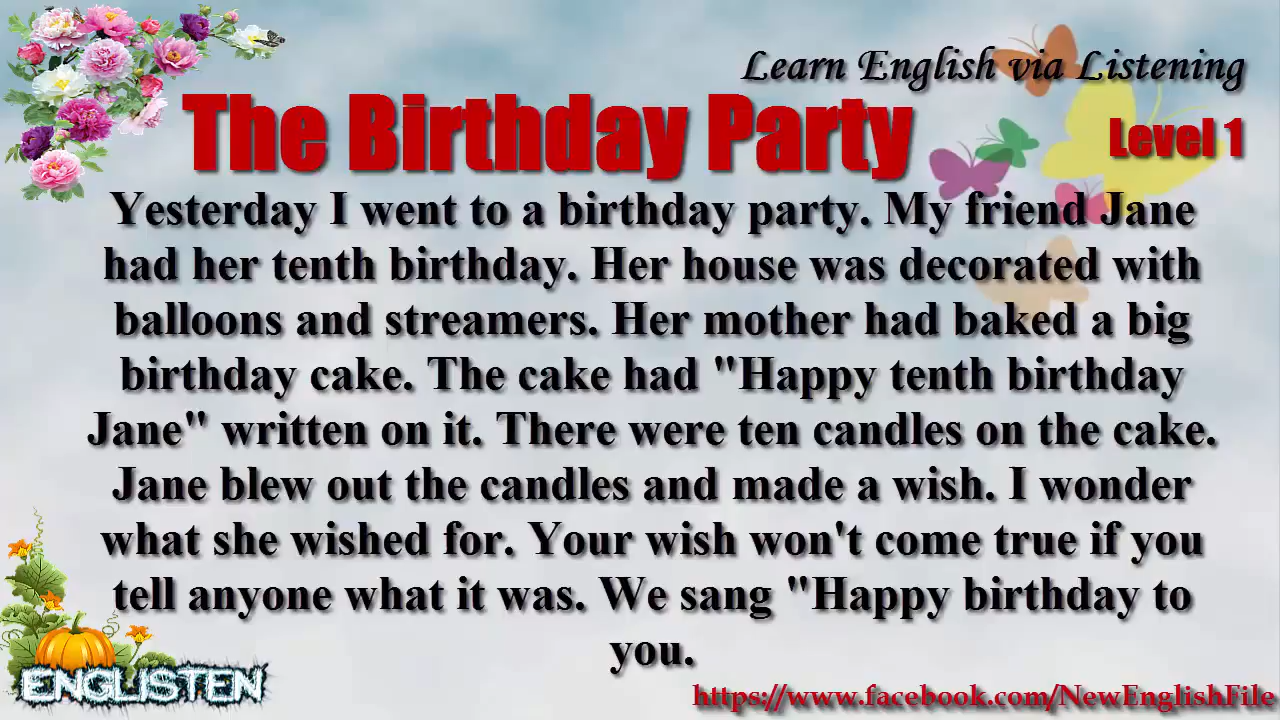 Learn English via Listening
The Birthday Party
Level 1
Yesterday I went to a birthday party. My friend Jane
had her tenth birthday. Her house was decorated with
balloons and streamers. Her mother had baked a big
birthday cake. The cake had "Happy tenth birthday
Jane" written on it. There were ten candles on the cake.
Jane blew out the candles and made a wish. I wonder
what she wished for. Your wish won't come true if you
tell anyone what it was. We sang "Happy birthday to
you.
ENGLISTEN
https://www.facebook.com/NewEnglishFile